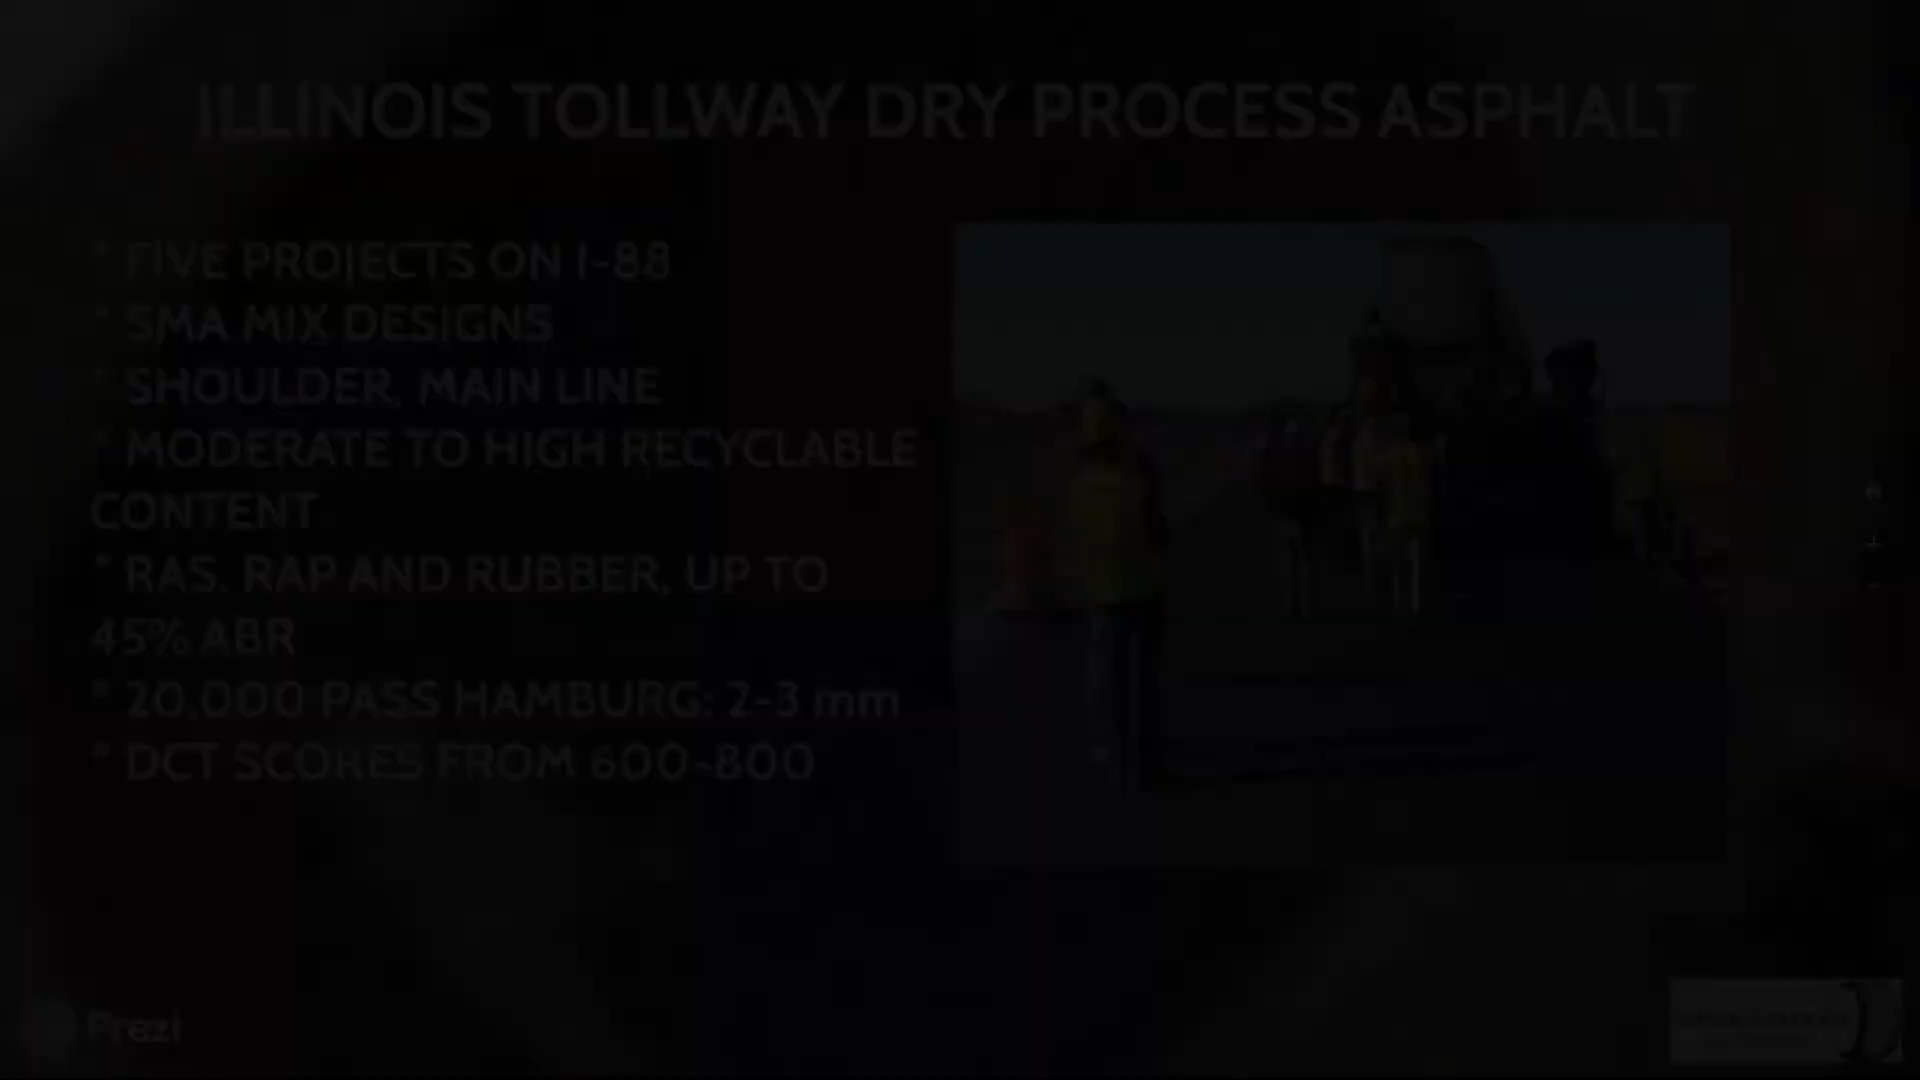 ILLINOIS TOLLWAY DRY PROCESS ASPHALT
* FIVE PROJECTS ON I-88
* SMA MIX DESIGNS
* SHOULDER, MAIN LINE
* MODERATE TO HIGH RECYCLABLE
CONTENT
* RAS, RAP AND RUBBER, UP TO
45% ABR
* 20,000 PASS HAMBURG: 2-3 mm
* DCT SCORES FROM 600-800
Prezi